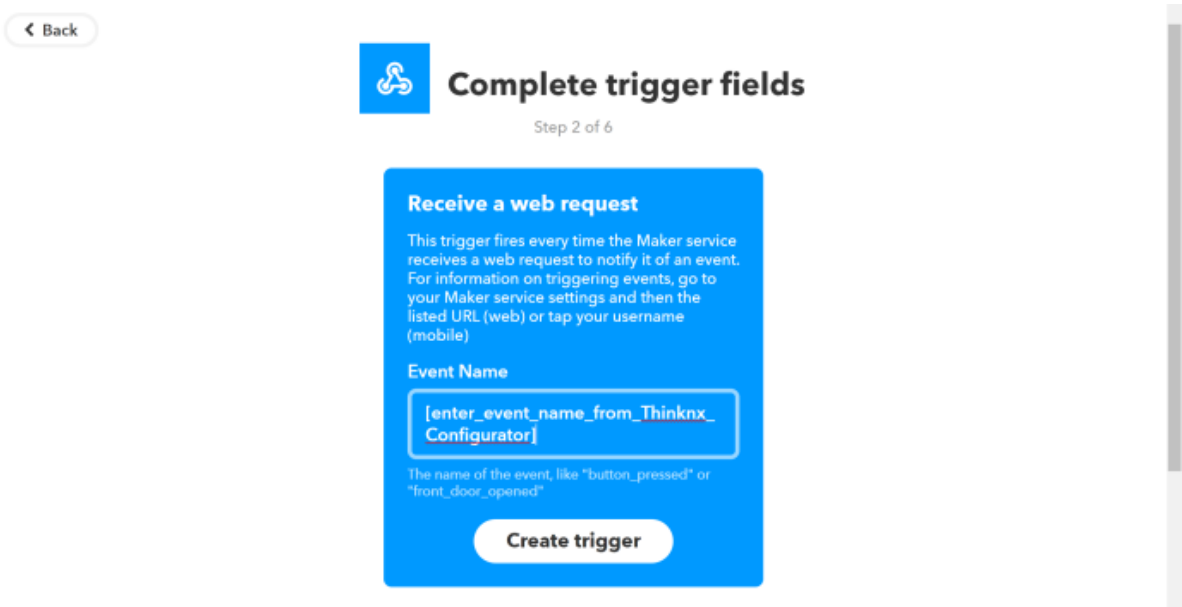 Back
Complete trigger fields
Step 2 of 6
Receive a web request
This trigger fires every time the Maker service
receives a web request to notify it of an event.
For information on triggering events, go to
your Maker service settings and then the
listed URL (web) or tap your username
(mobile)
Event Name
[enter_event_name_from_Thinknx_
Configurator]
The name of the event, like "button_pressed" or
"front_door_opened"
Create trigger